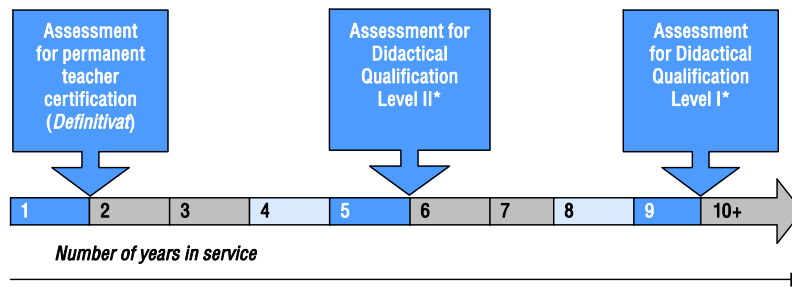 Assessment
for permanent
teacher
certification
(Definitivat)
Assessment for
Didactical
Qualification
Level II*
Assessment
for Didactical
Qualification
Level I*
1 2 3 4 5 6 7 8 9 10+
Number of years in service